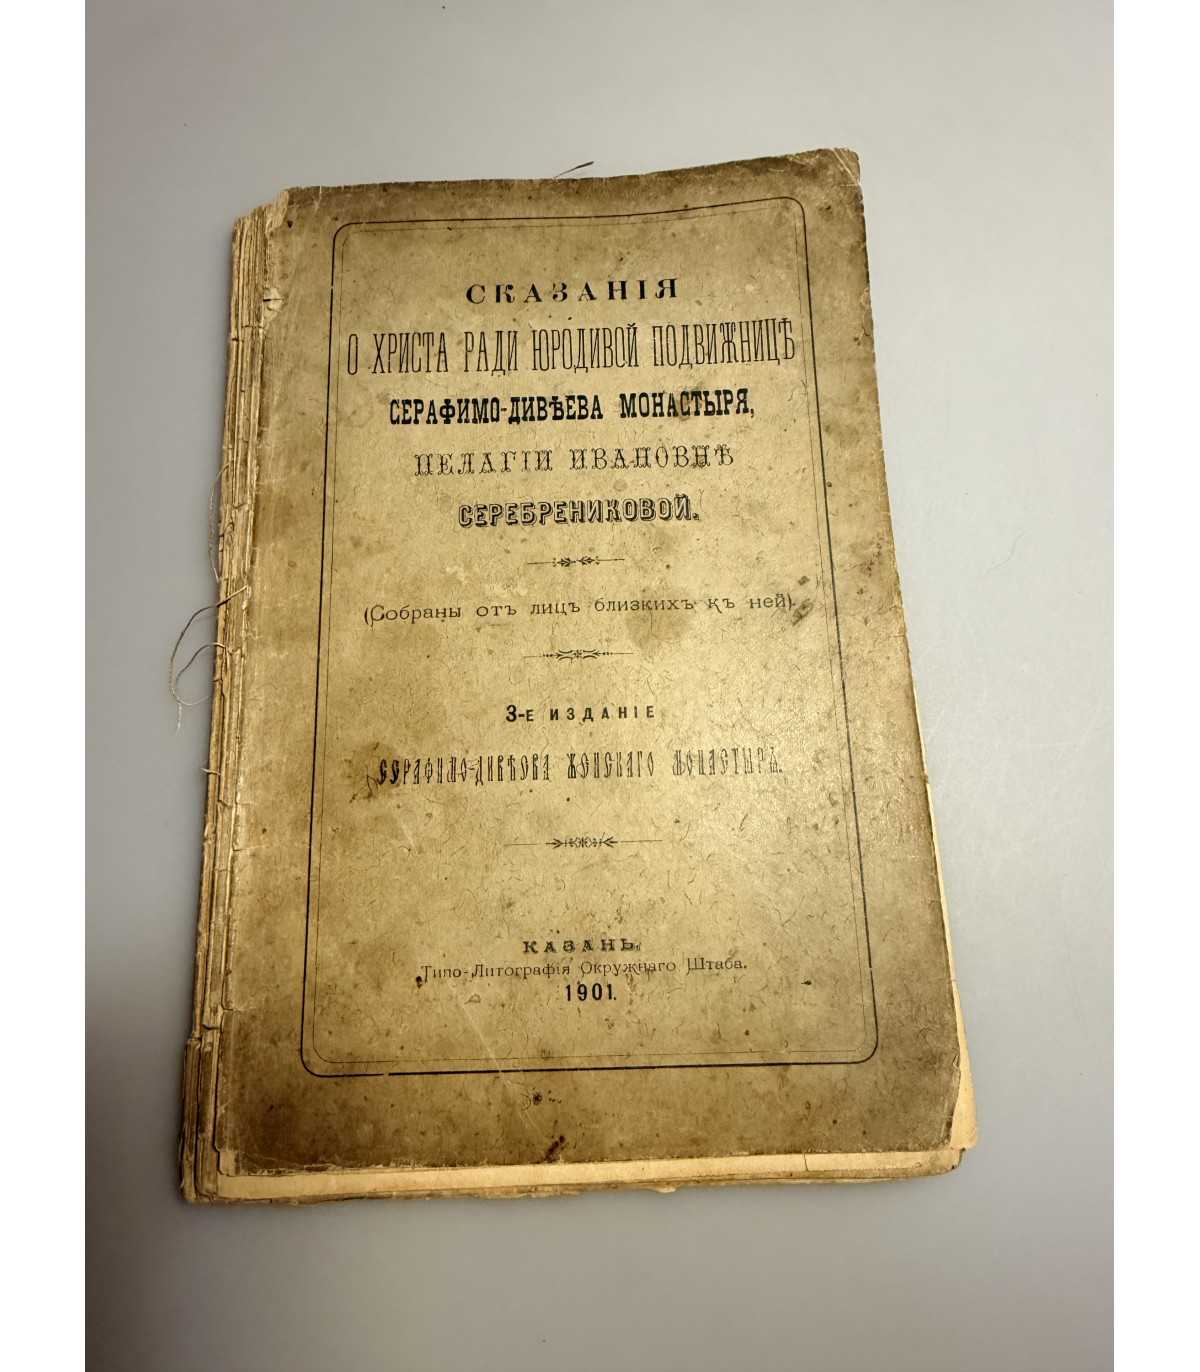 СКАЗАНІЯ
О ХРИСТА РАДИ ЮРОДИВОЙ ПОДВИЖНИЦѢ
СЕРАФИМО-ДИВѢЕВА МОНАСТЫРЯ,
ПЕЛАГІИ ИВАНОВНѢ
СЕРЕБРЕНИКОВОЙ.
(Собраны отъ лицъ близкихъ къ ней).
3-Е ИЗДАНІЕ
СЕРАФИМО-ДИВѢЕВА ЖЕНСКАГО МОНАСТЫРЯ.
КАЗАНЬ.
Типо-Литографія Окружнаго Штаба.
1901.